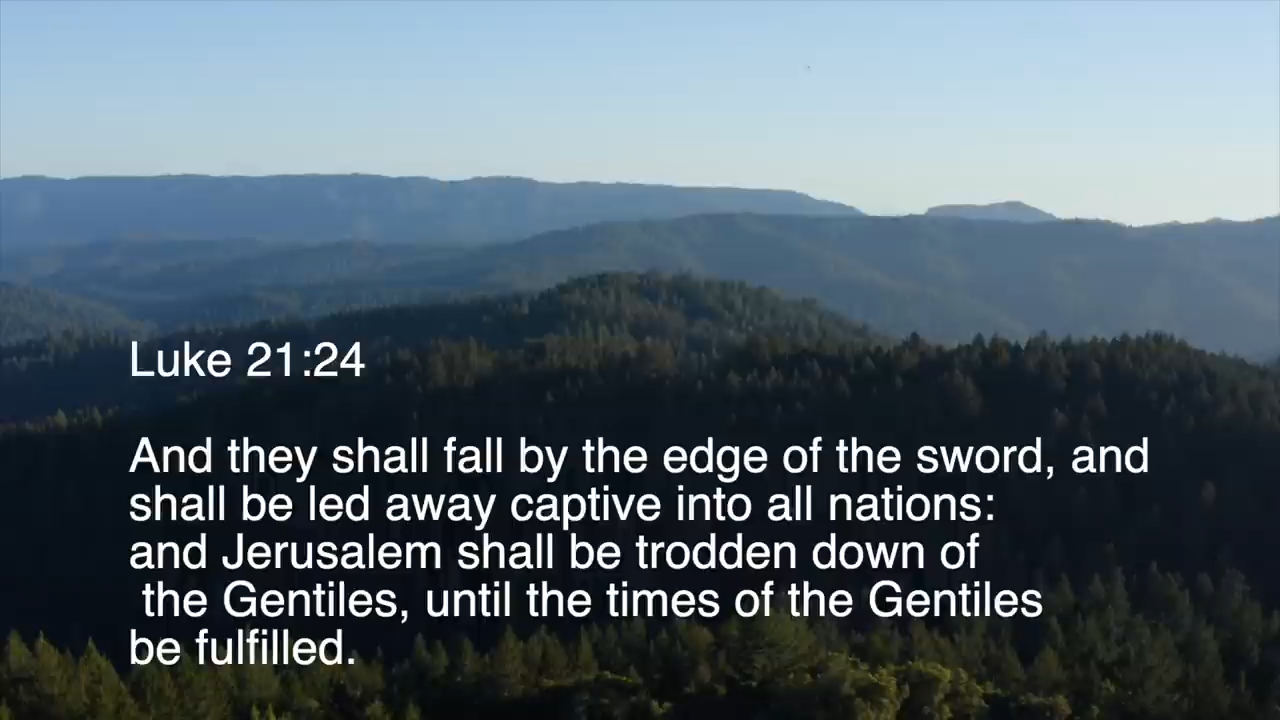 Luke 21:24
And they shall fall by the edge of the sword, and
shall be led away captive into all nations:
and Jerusalem shall be trodden down of
the Gentiles, until the times of the Gentiles
be fulfilled.